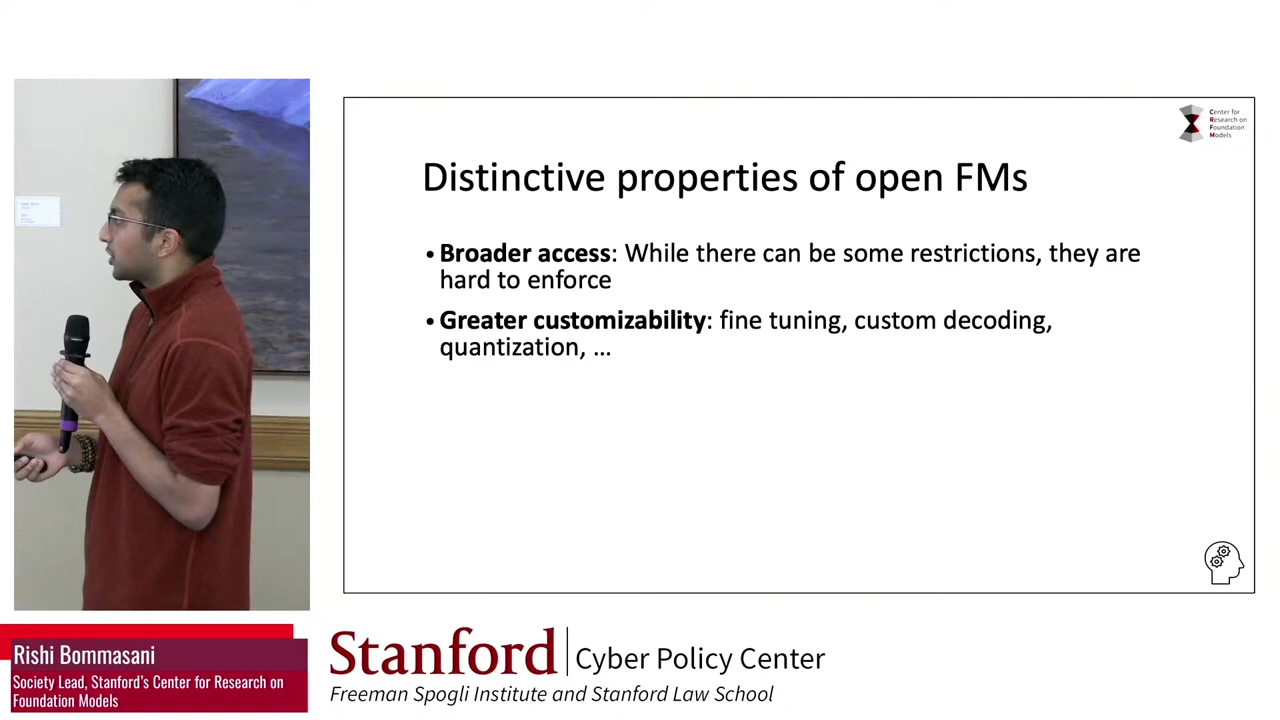 Center for
Research on
Foundation
Models
Distinctive properties of open FMs
• Broader access: While there can be some restrictions, they are
hard to enforce
• Greater customizability: fine tuning, custom decoding,
quantization, ...
Rishi Bommasani
Society Lead, Stanford's Center for Research on
Foundation Models
Stanford | Cyber Policy Center
Freeman Spogli Institute and Stanford Law School